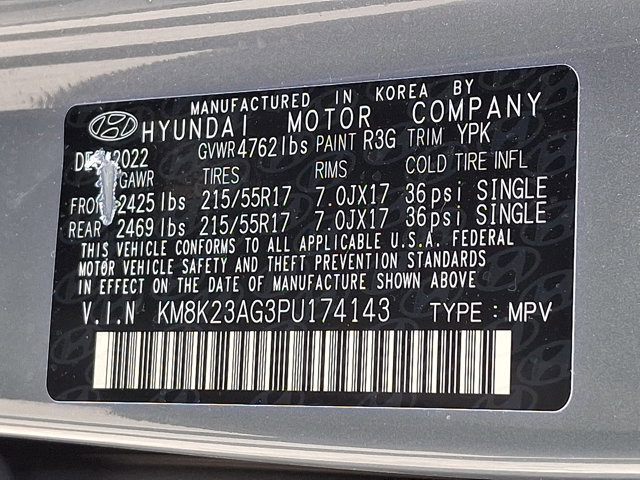 MANUFACTURED IN KOREA BY
HYUNDAI MOTOR COMPANY
2022 GVWR 4762lbs PAINT R3G TRIM YPK
GAWR TIRES RIMS COLD TIRE INFL
FRONT 2425 lbs 215/55R17 7.0JX17 36 psi SINGLE
REAR 2469 lbs 215/55R17 7.0JX17 36 psi SINGLE
THIS VEHICLE CONFORMS TO ALL APPLICABLE U.S.A. FEDERAL
MOTOR VEHICLE SAFETY AND THEFT PREVENTION STANDARDS
IN EFFECT ON THE DATE OF MANUFACTURE SHOWN ABOVE
V.I.N KM8K23AG3PU174143 TYPE : MPV